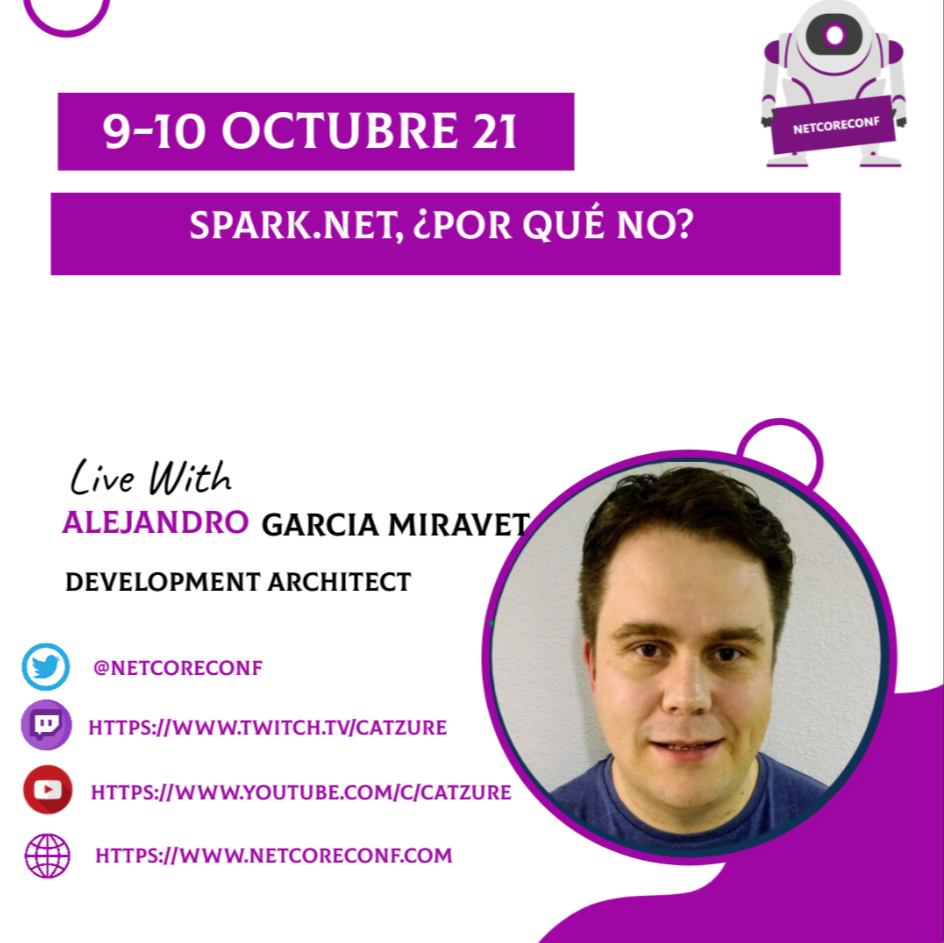 NETCORECONF
9-10 OCTUBRE 21
SPARK.NET, ¿POR QUÉ NO?
Live With
ALEJANDRO GARCIA MIRAVET
DEVELOPMENT ARCHITECT
@NETCORECONF
HTTPS://WWW.TWITCH.TV/CATZURE
HTTPS://WWW.YOUTUBE.COM/C/CATZURE
HTTPS://WWW.NETCORECONF.COM